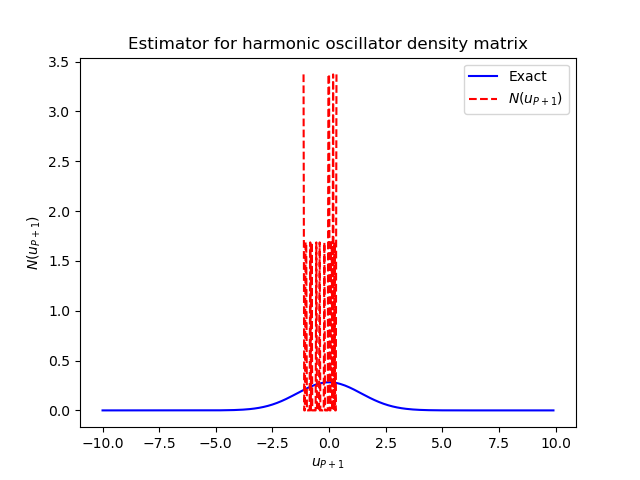 Estimator for harmonic oscillator density matrix
3.5
3.0
2.5
2.0
1.5
1.0
0.5
0.0
N(u_{P+1})
−10.0 −7.5 −5.0 −2.5 0.0 2.5 5.0 7.5 10.0
u_{P+1}
Exact
N(u_{P+1})